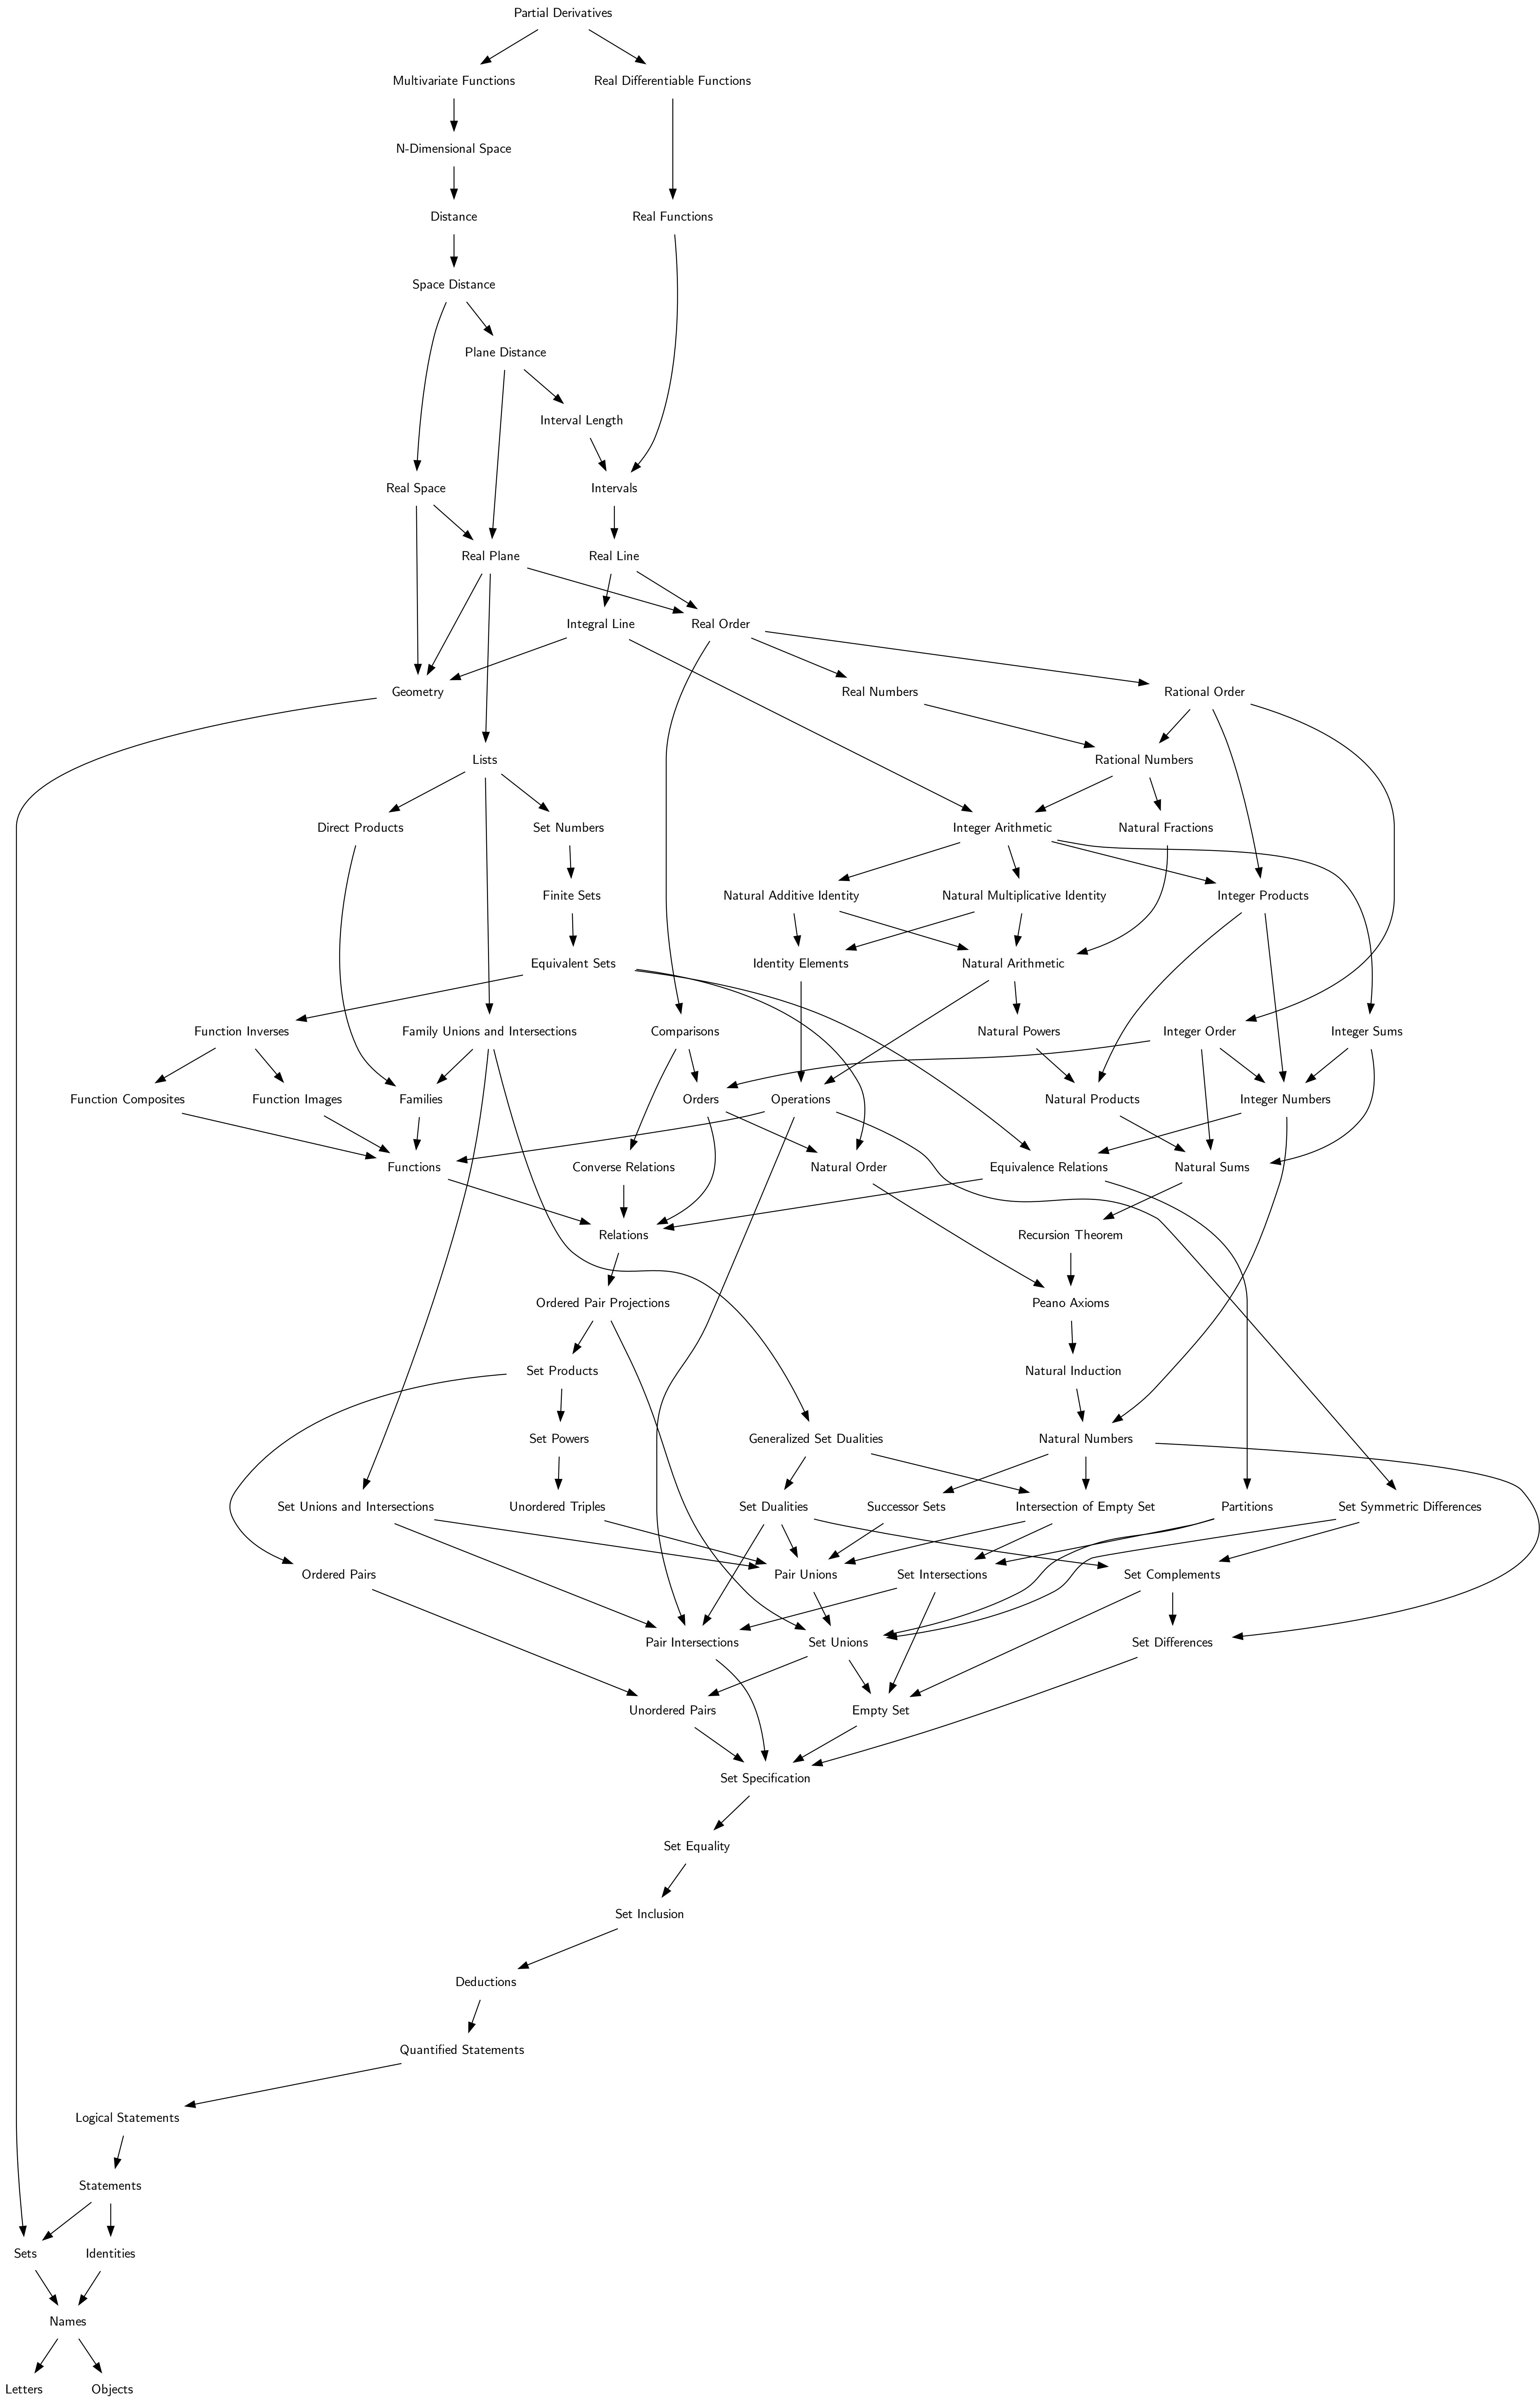 Partial Derivatives
Multivariate Functions
Real Differentiable Functions
N-Dimensional Space
Distance
Real Functions
Space Distance
Plane Distance
Interval Length
Real Space
Intervals
Real Plane
Real Line
Integral Line
Real Order
Geometry
Real Numbers
Rational Order
Lists
Rational Numbers
Direct Products
Set Numbers
Integer Arithmetic
Natural Fractions
Finite Sets
Natural Additive Identity
Natural Multiplicative Identity
Integer Products
Equivalent Sets
Identity Elements
Natural Arithmetic
Function Inverses
Family Unions and Intersections
Comparisons
Natural Powers
Integer Order
Integer Sums
Function Composites
Function Images
Families
Orders
Operations
Natural Products
Integer Numbers
Functions
Converse Relations
Natural Order
Equivalence Relations
Natural Sums
Relations
Recursion Theorem
Ordered Pair Projections
Peano Axioms
Set Products
Natural Induction
Set Powers
Generalized Set Dualities
Natural Numbers
Set Unions and Intersections
Unordered Triples
Set Dualities
Successor Sets
Intersection of Empty Set
Partitions
Set Symmetric Differences
Ordered Pairs
Pair Unions
Set Intersections
Set Complements
Pair Intersections
Set Unions
Set Differences
Unordered Pairs
Empty Set
Set Specification
Set Equality
Set Inclusion
Deductions
Quantified Statements
Logical Statements
Statements
Sets
Identities
Names
Letters
Objects